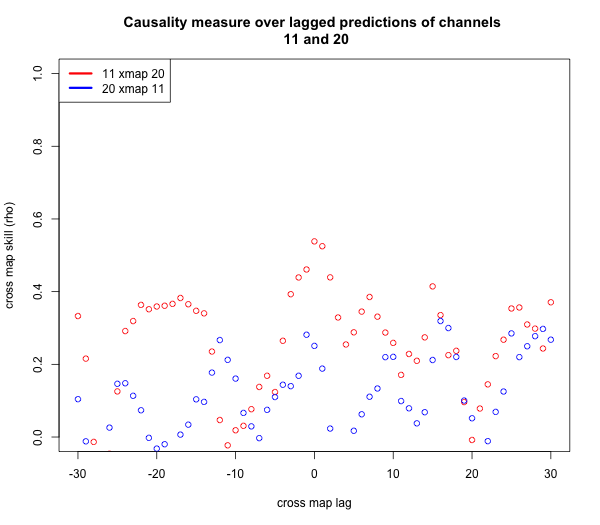 Causality measure over lagged predictions of channels
11 and 20
11 xmap 20
20 xmap 11
cross map skill (rho)
1.0
0.8
0.6
0.4
0.2
0.0
-30
-20
-10
0
10
20
30
cross map lag